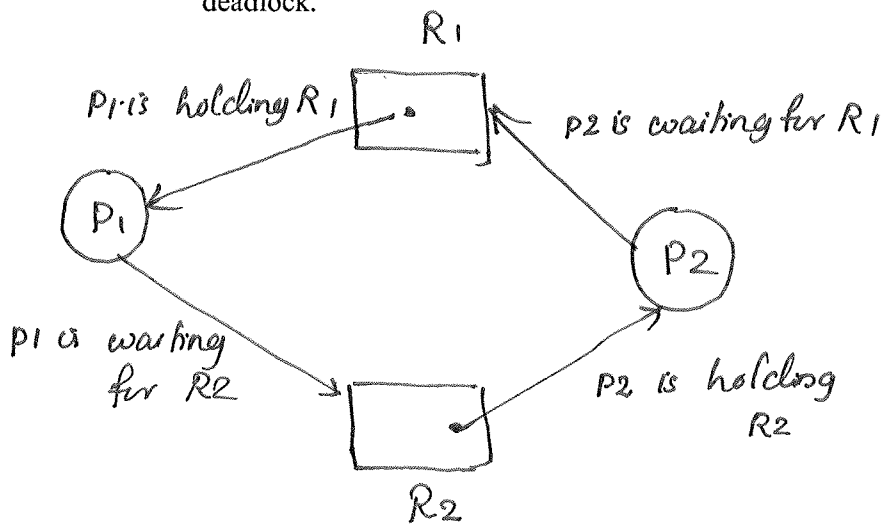 deadlock.
R1
P1 is holding R1
P2 is waiting for R1
P1
P2
P1 is waiting
for R2
P2 is holding
R2
R2